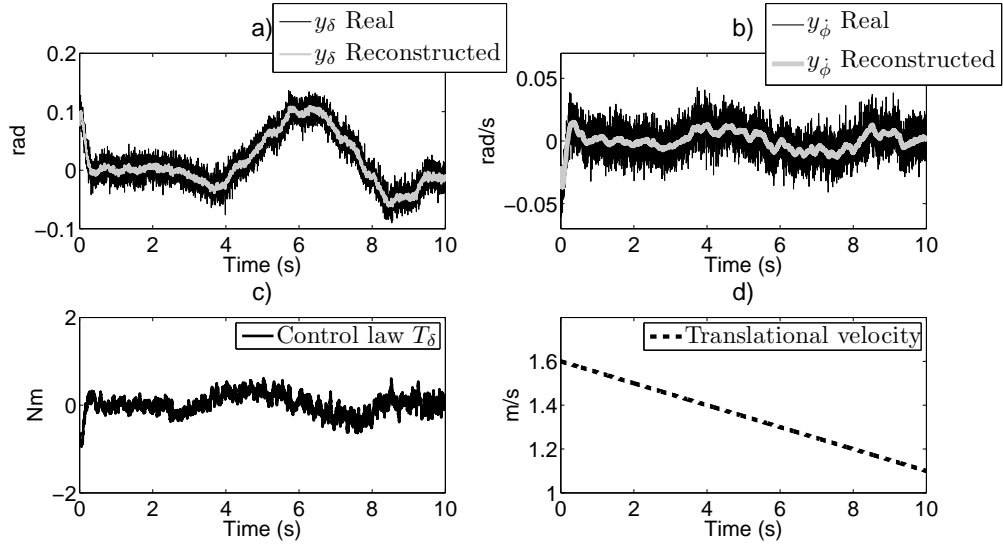 a)
y_δ Real
y_δ Reconstructed
0.2
0.1
0
−0.1
rad
0 2 4 6 8 10
Time (s)
b)
y_φ̇ Real
y_φ̇ Reconstructed
0.05
0
−0.05
rad/s
0 2 4 6 8 10
Time (s)
c)
Control law T_δ
2
0
−2
Nm
0 2 4 6 8 10
Time (s)
d)
Translational velocity
1.6
1.4
1.2
1
m/s
0 2 4 6 8 10
Time (s)